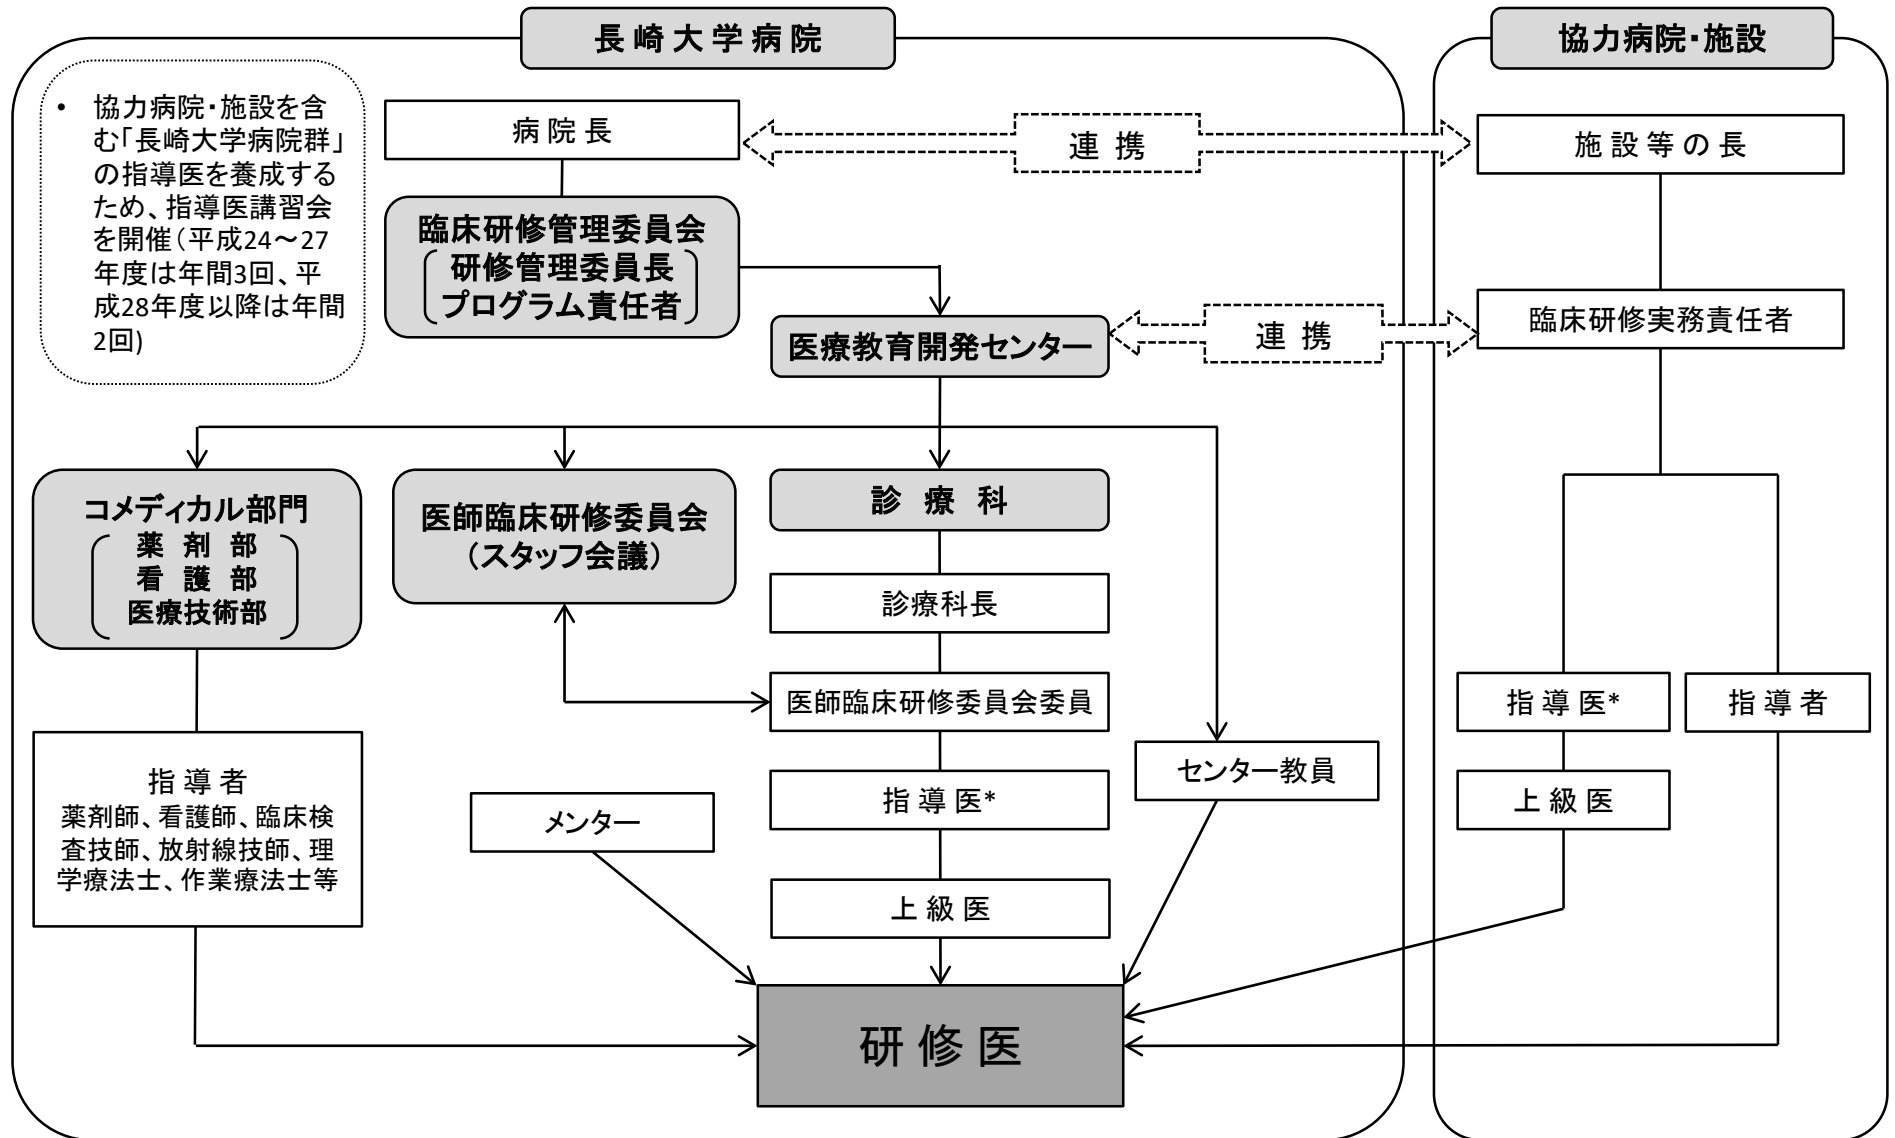 長崎大学病院
協力病院・施設
• 協力病院・施設を含
む「長崎大学病院群」
の指導医を養成する
ため、指導医講習会
を開催（平成24～27
年度は年間3回、平
成28年度以降は年間
2回)
病院長
連携
施設等の長
臨床研修管理委員会
研修管理委員長
プログラム責任者
医療教育開発センター
連携
臨床研修実務責任者
コメディカル部門
薬剤部
看護部
医療技術部
医師臨床研修委員会
（スタッフ会議）
診療科
診療科長
医師臨床研修委員会委員
指導医*
上級医
センター教員
メンター
指導者
薬剤師、看護師、臨床検
査技師、放射線技師、理
学療法士、作業療法士等
指導医*
指導者
上級医
研修医